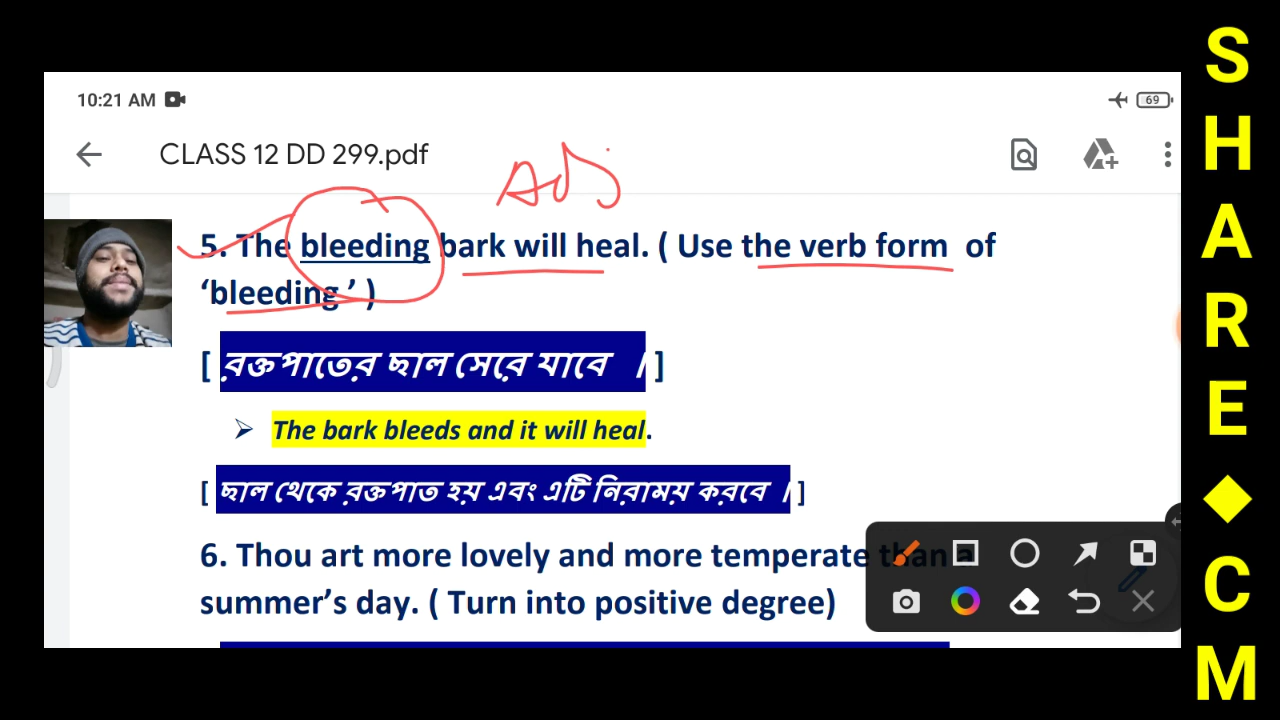 10:21 AM
69
CLASS 12 DD 299.pdf
ADj
5. The bleeding bark will heal. ( Use the verb form of
‘bleeding ’ )
[ রক্তপাতের ছাল সেরে যাবে । ]
➢ The bark bleeds and it will heal.
[ ছাল থেকে রক্তপাত হয় এবং এটি নিরাময় করবে । ]
6. Thou art more lovely and more temperate than a
summer’s day. ( Turn into positive degree)
SHARE◆CM